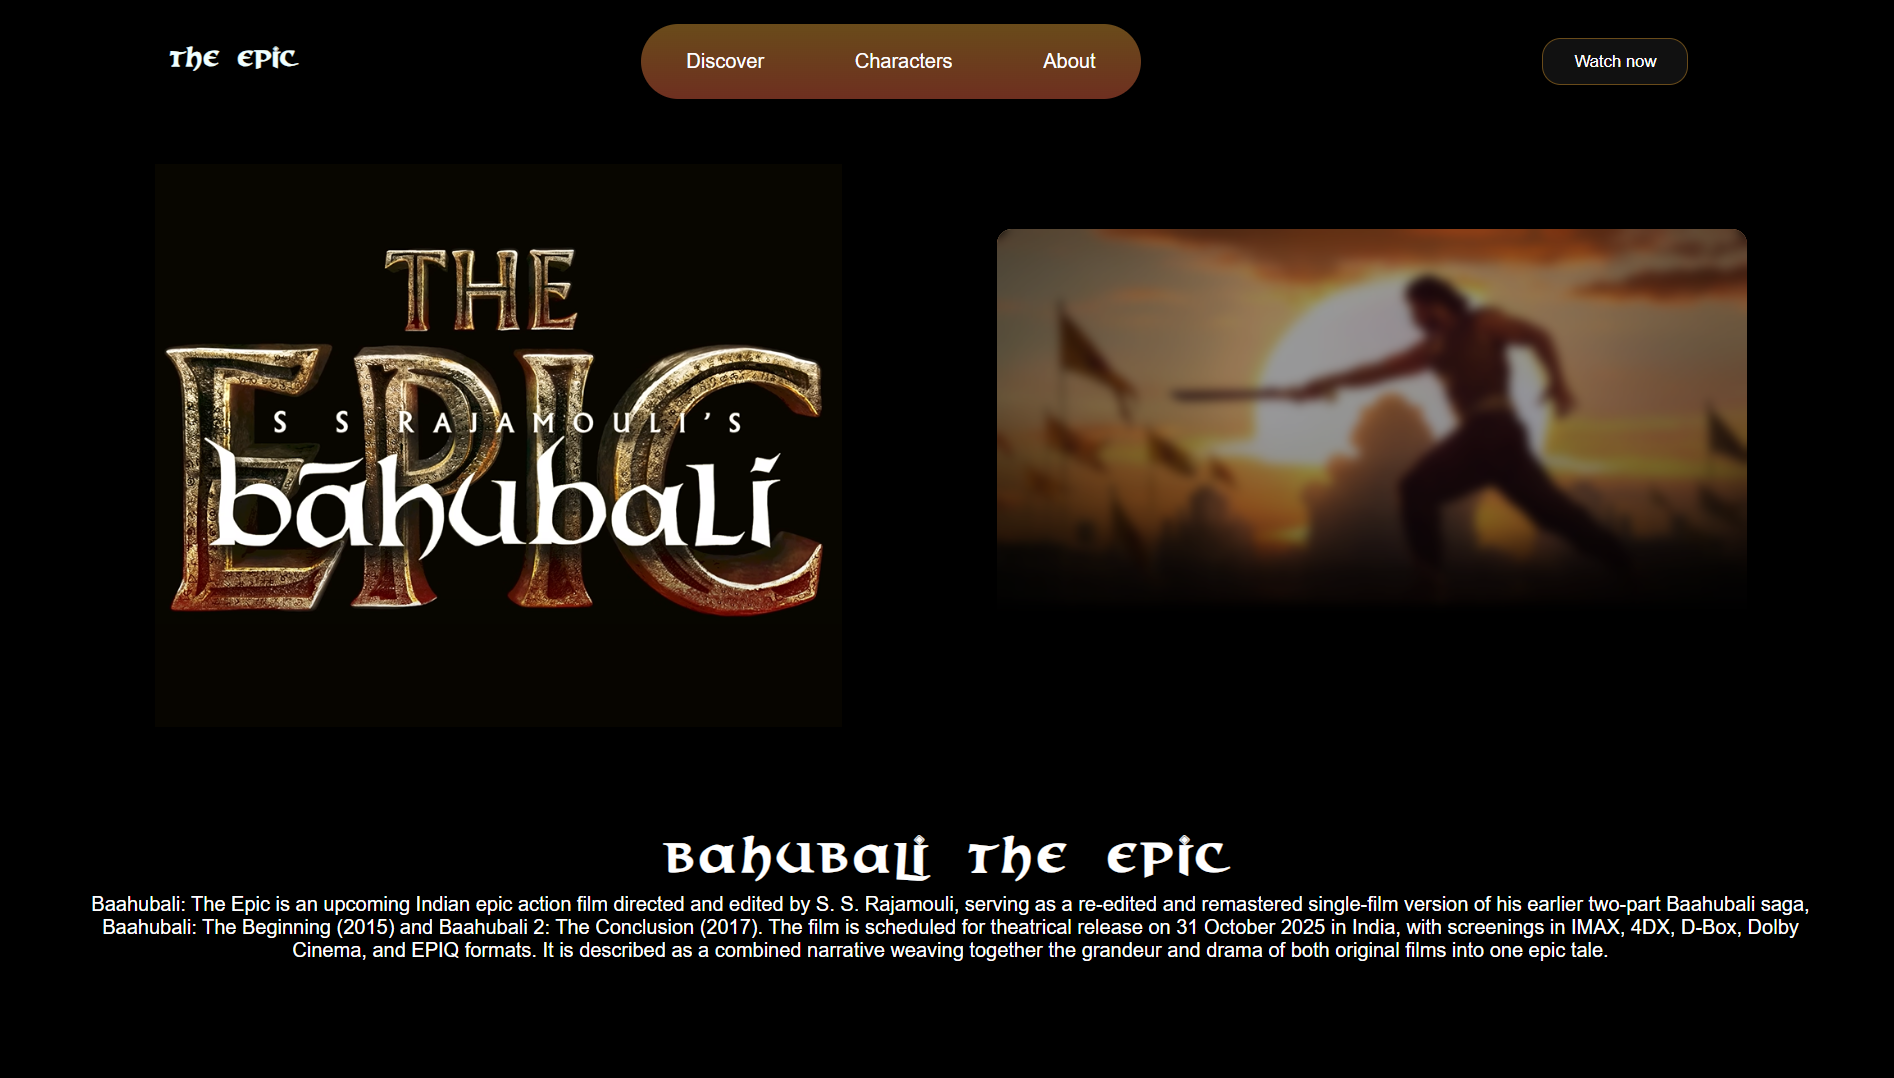 the epic
Discover
Characters
About
Watch now
THE
EPIC
S S RAJAMOULI'S
bāhubali
Bahubali the epic
Baahubali: The Epic is an upcoming Indian epic action film directed and edited by S. S. Rajamouli, serving as a re-edited and remastered single-film version of his earlier two-part Baahubali saga,
Baahubali: The Beginning (2015) and Baahubali 2: The Conclusion (2017). The film is scheduled for theatrical release on 31 October 2025 in India, with screenings in IMAX, 4DX, D-Box, Dolby
Cinema, and EPIQ formats. It is described as a combined narrative weaving together the grandeur and drama of both original films into one epic tale.